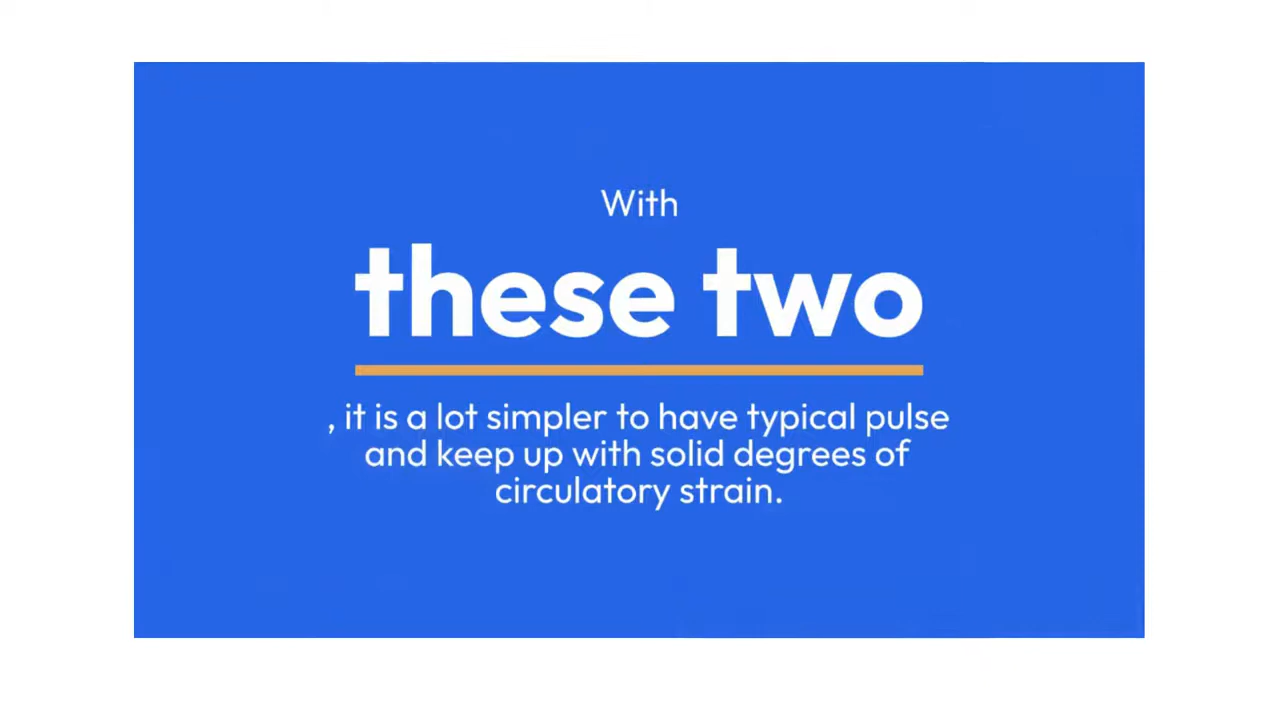 With
these two
, it is a lot simpler to have typical pulse
and keep up with solid degrees of
circulatory strain.